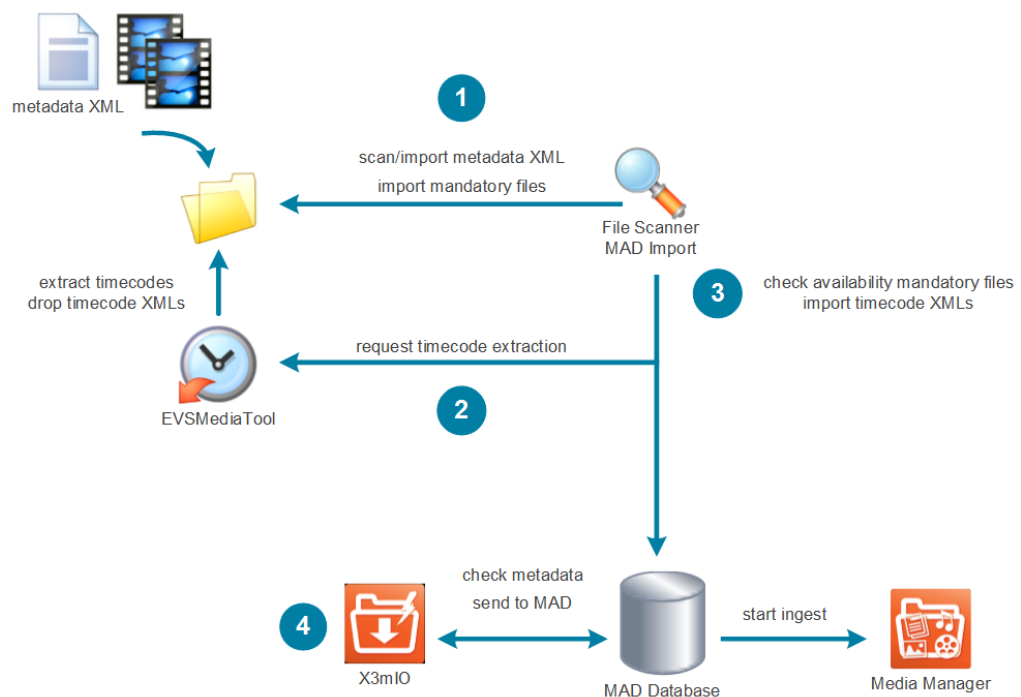 metadata XML
1
scan/import metadata XML
import mandatory files
File Scanner
MAD Import
extract timecodes
drop timecode XMLs
3
check availability mandatory files
import timecode XMLs
request timecode extraction
EVSMediaTool
2
check metadata
send to MAD
4
start ingest
X3mIO
MAD Database
Media Manager